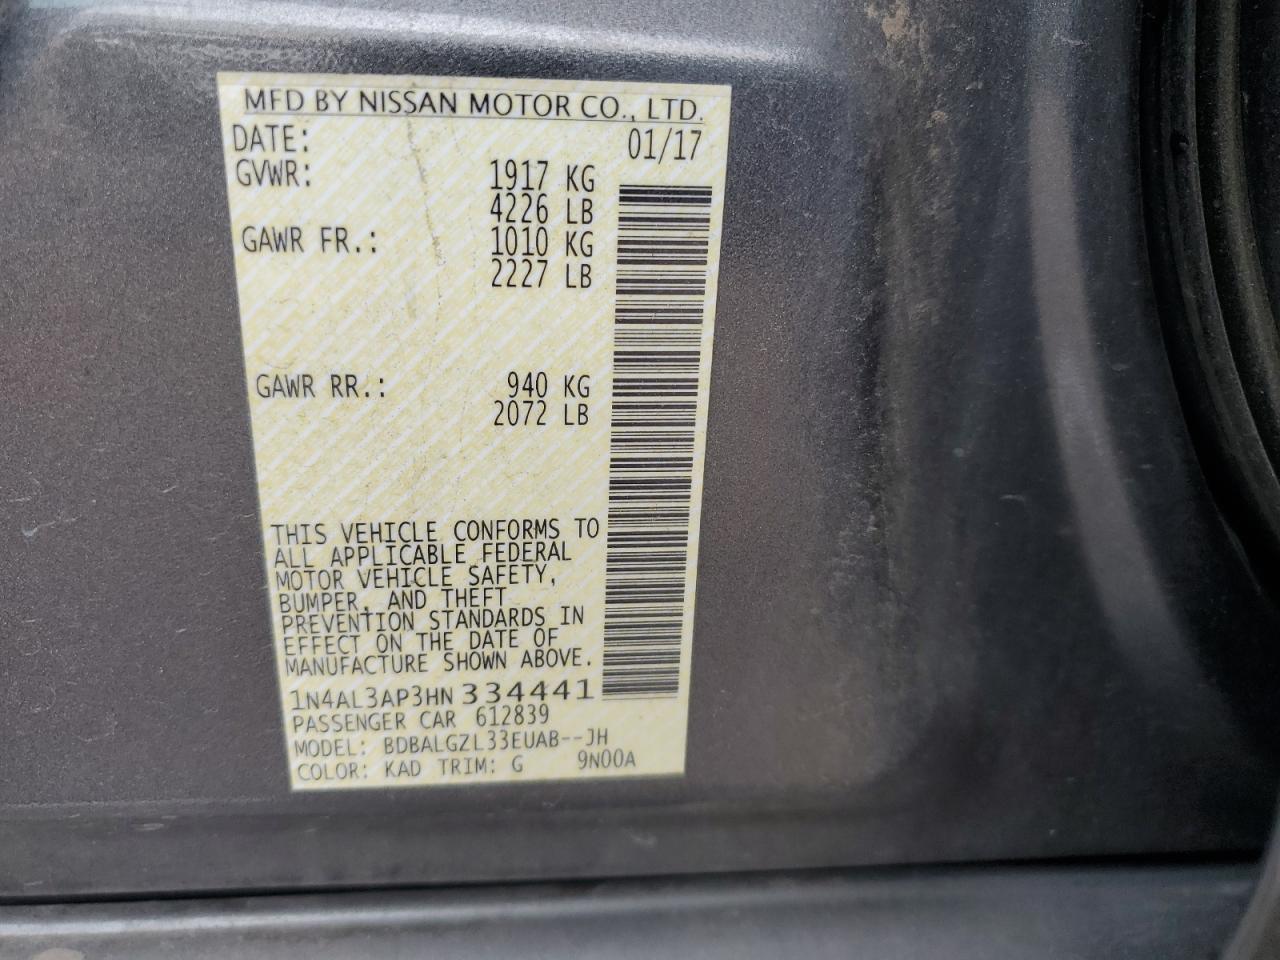 MFD BY NISSAN MOTOR CO., LTD.
DATE: 01/17
GVWR: 1917 KG
4226 LB
GAWR FR.: 1010 KG
2227 LB
GAWR RR.: 940 KG
2072 LB
THIS VEHICLE CONFORMS TO
ALL APPLICABLE FEDERAL
MOTOR VEHICLE SAFETY,
BUMPER, AND THEFT
PREVENTION STANDARDS IN
EFFECT ON THE DATE OF
MANUFACTURE SHOWN ABOVE.
1N4AL3AP3HN334441
PASSENGER CAR 612839
MODEL: BDBALGZL33EUAB--JH
COLOR: KAD TRIM: G 9N00A